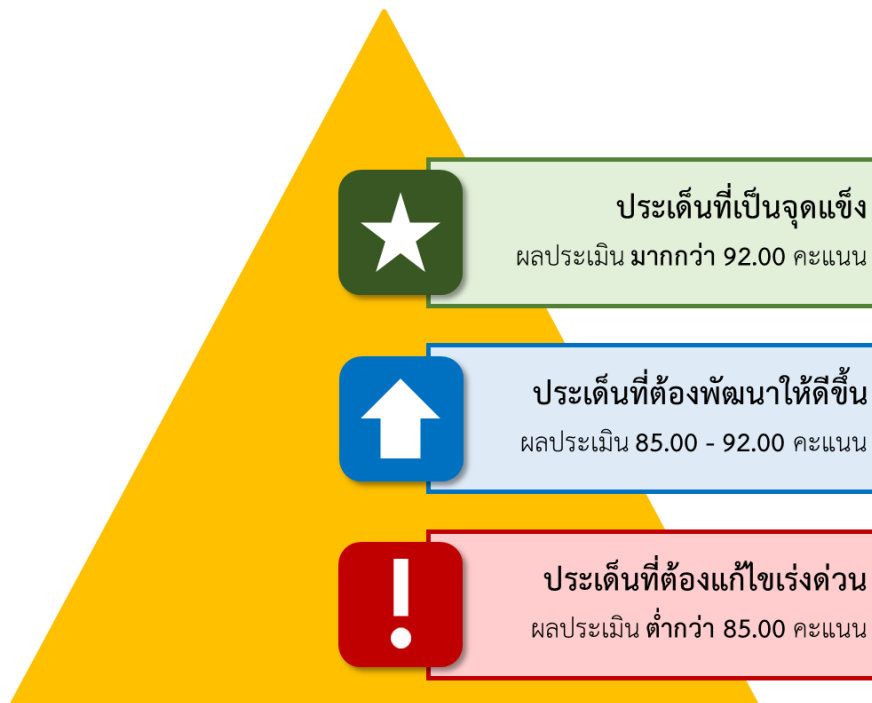 ประเด็นที่เป็นจุดแข็ง
ผลประเมิน มากกว่า 92.00 คะแนน
ประเด็นที่ต้องพัฒนาให้ดีขึ้น
ผลประเมิน 85.00 - 92.00 คะแนน
ประเด็นที่ต้องแก้ไขเร่งด่วน
ผลประเมิน ต่ำกว่า 85.00 คะแนน